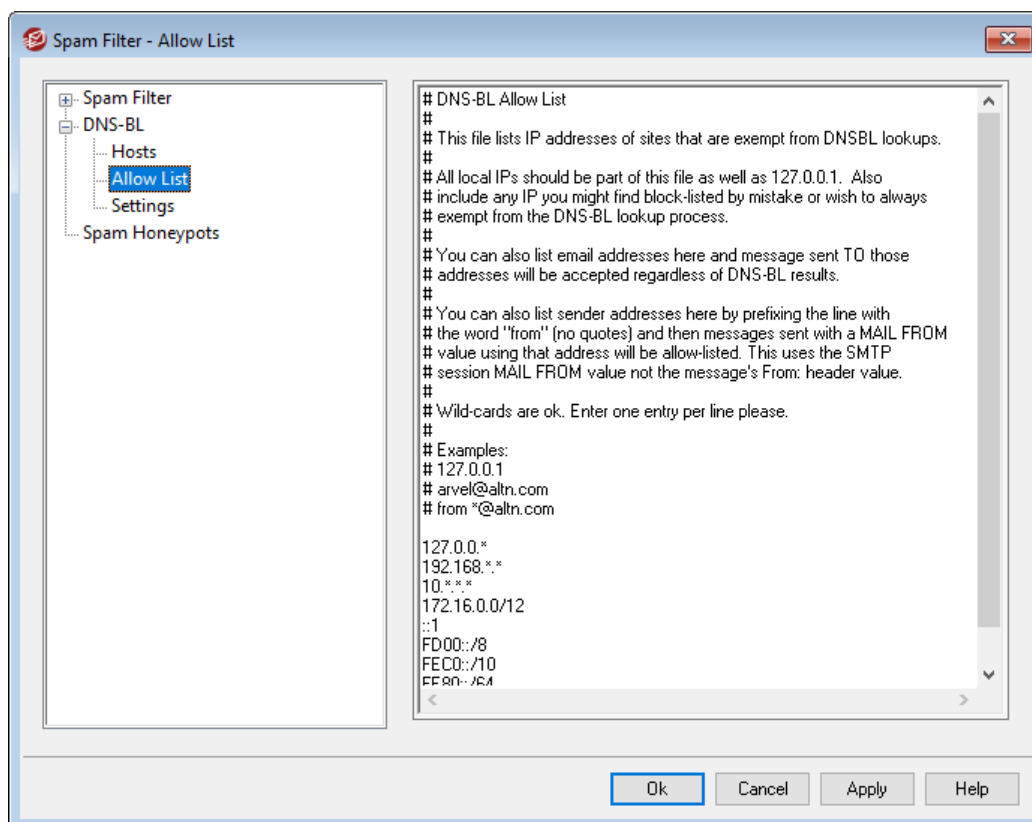 Spam Filter - Allow List
Spam Filter
DNS-BL
Hosts
Allow List
Settings
Spam Honeypots
# DNS-BL Allow List
#
# This file lists IP addresses of sites that are exempt from DNSBL lookups.
#
# All local IPs should be part of this file as well as 127.0.0.1.  Also
# include any IP you might find block-listed by mistake or wish to always
# exempt from the DNS-BL lookup process.
#
# You can also list email addresses here and message sent TO those
# addresses will be accepted regardless of DNS-BL results.
#
# You can also list sender addresses here by prefixing the line with
# the word "from" (no quotes) and then messages sent with a MAIL FROM
# value using that address will be allow-listed. This uses the SMTP
# session MAIL FROM value not the message's From: header value.
#
# Wild-cards are ok. Enter one entry per line please.
#
# Examples:
# 127.0.0.1
# arvel@altn.com
# from *@altn.com
127.0.0.*
192.168.*.*
10.*.*.*
172.16.0.0/12
::1
FD00::/8
FEC0::/10
FE80::/64
Ok
Cancel
Apply
Help